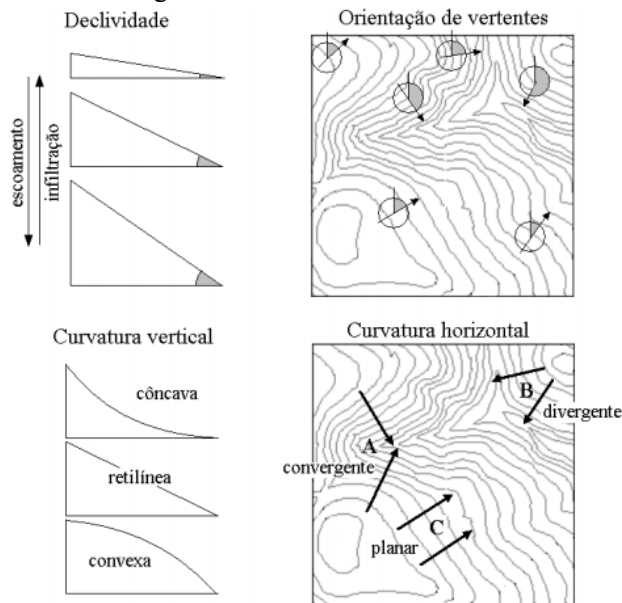 Declividade
escoamento
infiltração
Orientação de vertentes
Curvatura vertical
côncava
retilínea
convexa
Curvatura horizontal
B
divergente
A
convergente
C
planar